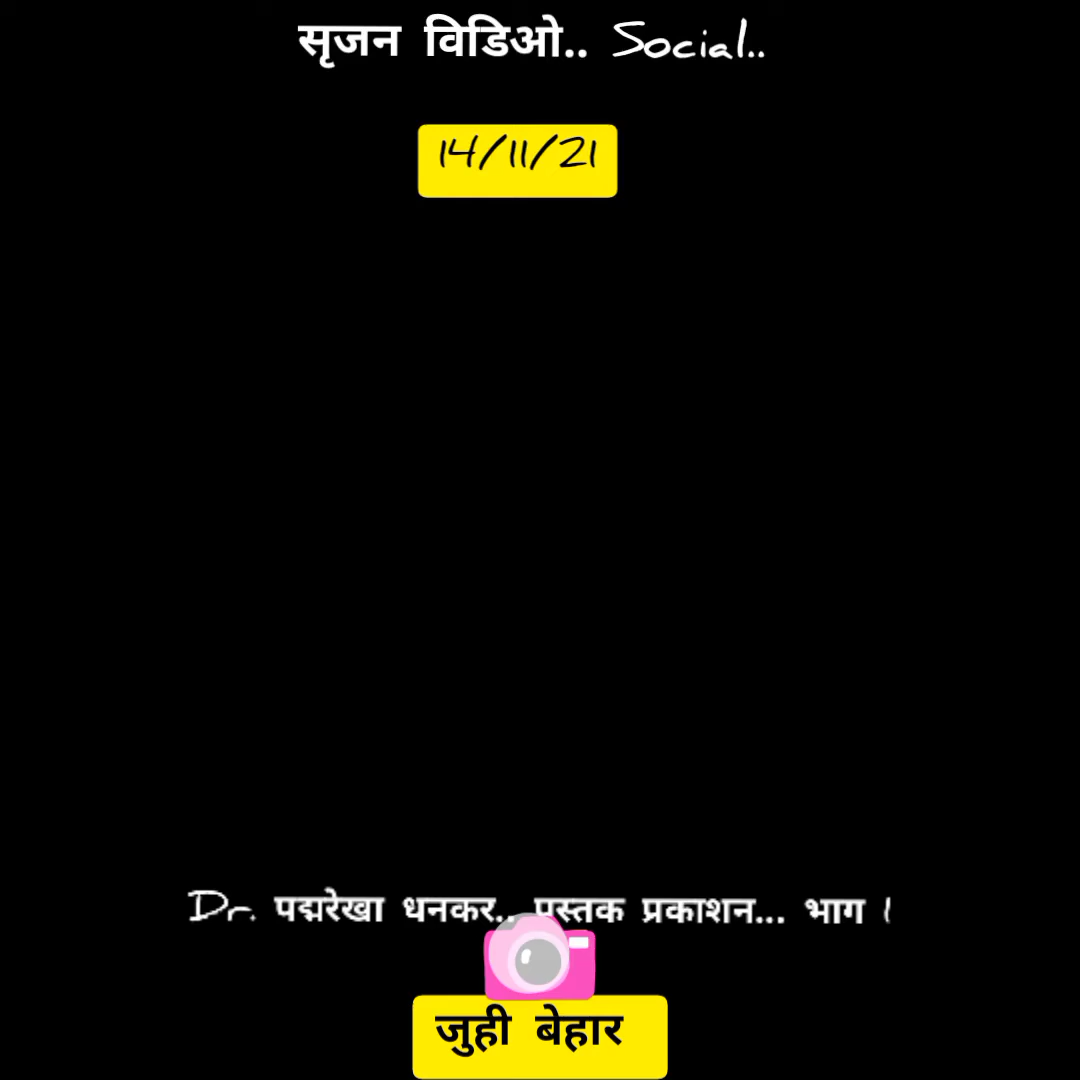 सृजन विडिओ.. Social..
14/11/21
Dr. पद्मरेखा धनकर.. पुस्तक प्रकाशन... भाग 1
जुही बेहार